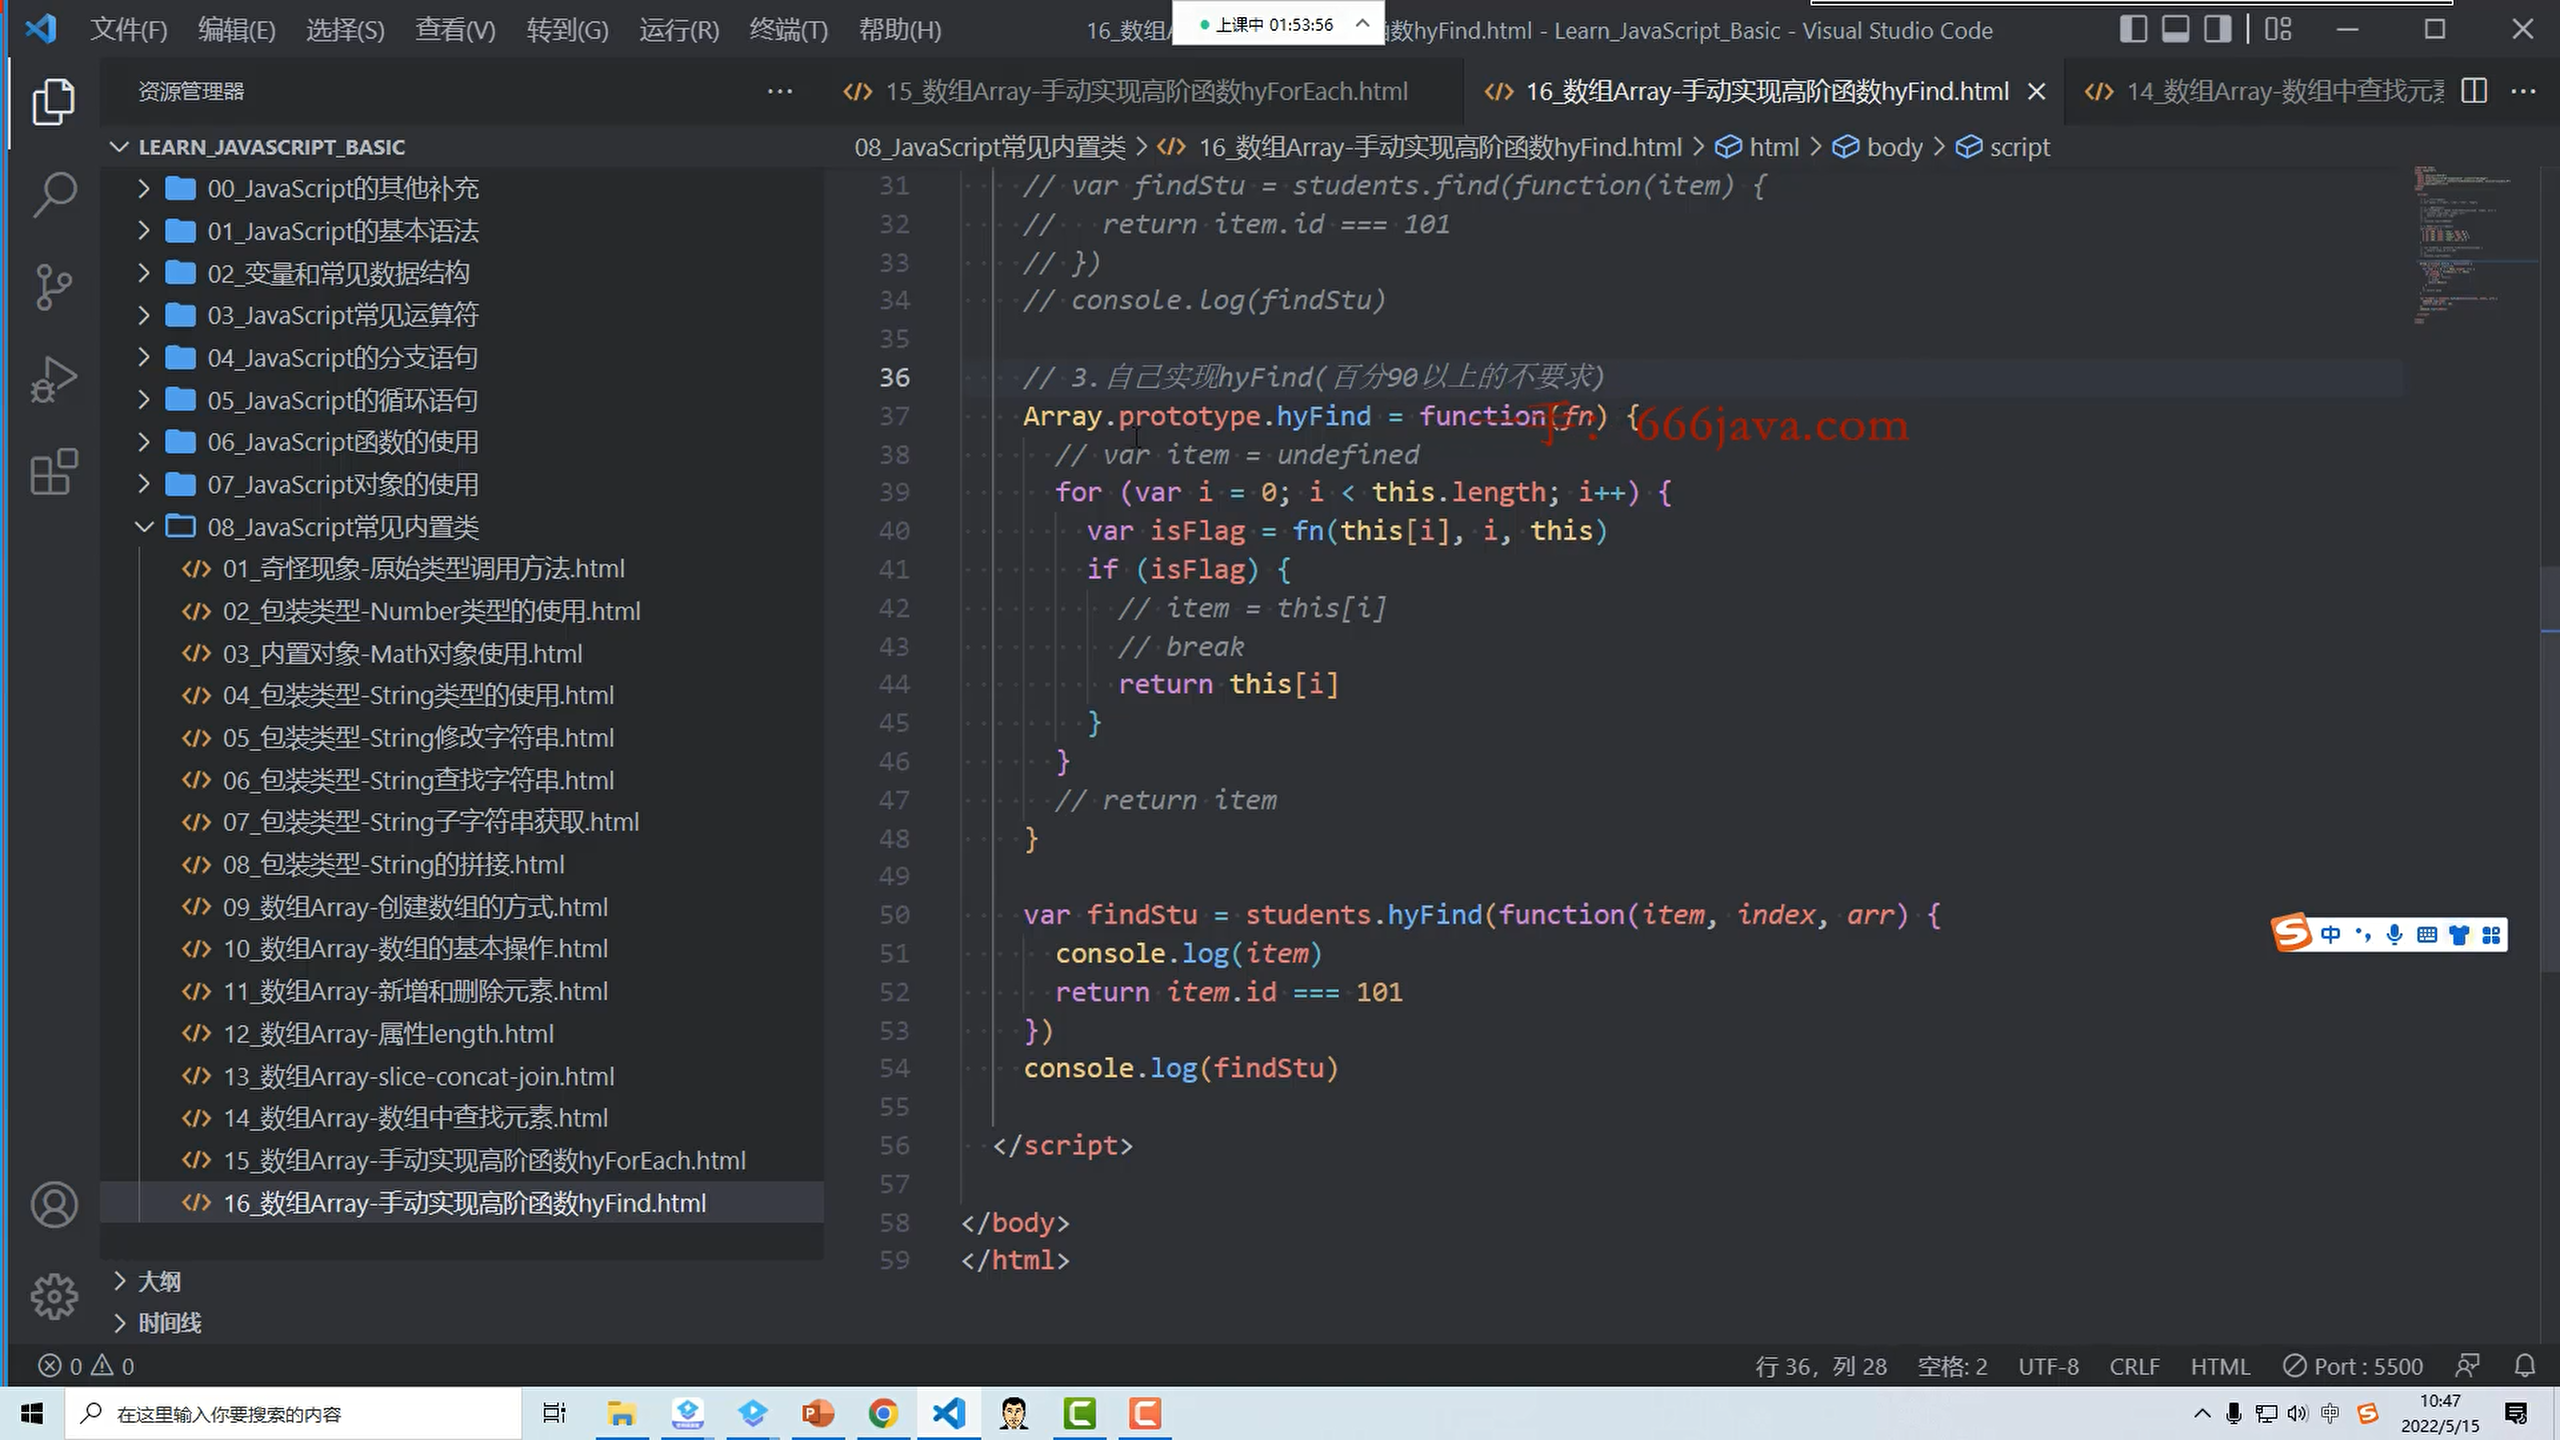 文件(F) 编辑(E) 选择(S) 查看(V) 转到(G) 运行(R) 终端(T) 帮助(H)
16_数组A
上课中 01:53:56
数hyFind.html - Learn_JavaScript_Basic - Visual Studio Code
资源管理器
15_数组Array-手动实现高阶函数hyForEach.html
16_数组Array-手动实现高阶函数hyFind.html
14_数组Array-数组中查找元
LEARN_JAVASCRIPT_BASIC
08_JavaScript常见内置类 > 16_数组Array-手动实现高阶函数hyFind.html > html > body > script
00_JavaScript的其他补充
01_JavaScript的基本语法
02_变量和常见数据结构
03_JavaScript常见运算符
04_JavaScript的分支语句
05_JavaScript的循环语句
06_JavaScript函数的使用
07_JavaScript对象的使用
08_JavaScript常见内置类
01_奇怪现象-原始类型调用方法.html
02_包装类型-Number类型的使用.html
03_内置对象-Math对象使用.html
04_包装类型-String类型的使用.html
05_包装类型-String修改字符串.html
06_包装类型-String查找字符串.html
07_包装类型-String子字符串获取.html
08_包装类型-String的拼接.html
09_数组Array-创建数组的方式.html
10_数组Array-数组的基本操作.html
11_数组Array-新增和删除元素.html
12_数组Array-属性length.html
13_数组Array-slice-concat-join.html
14_数组Array-数组中查找元素.html
15_数组Array-手动实现高阶函数hyForEach.html
16_数组Array-手动实现高阶函数hyFind.html
大纲
时间线
31 // var findStu = students.find(function(item) {
32 //   return item.id === 101
33 // })
34 // console.log(findStu)
35
36 // 3.自己实现hyFind(百分90以上的不要求)
37 Array.prototype.hyFind = function(fn) {
666java.com
38 // var item = undefined
39 for (var i = 0; i < this.length; i++) {
40 var isFlag = fn(this[i], i, this)
41 if (isFlag) {
42 // item = this[i]
43 // break
44 return this[i]
45 }
46 }
47 // return item
48 }
49
50 var findStu = students.hyFind(function(item, index, arr) {
51 console.log(item)
52 return item.id === 101
53 })
54 console.log(findStu)
55
56 </script>
57
58 </body>
59 </html>
中
0 0
行 36，列 28 空格: 2 UTF-8 CRLF HTML Port : 5500
在这里输入你要搜索的内容
中
10:47
2022/5/15